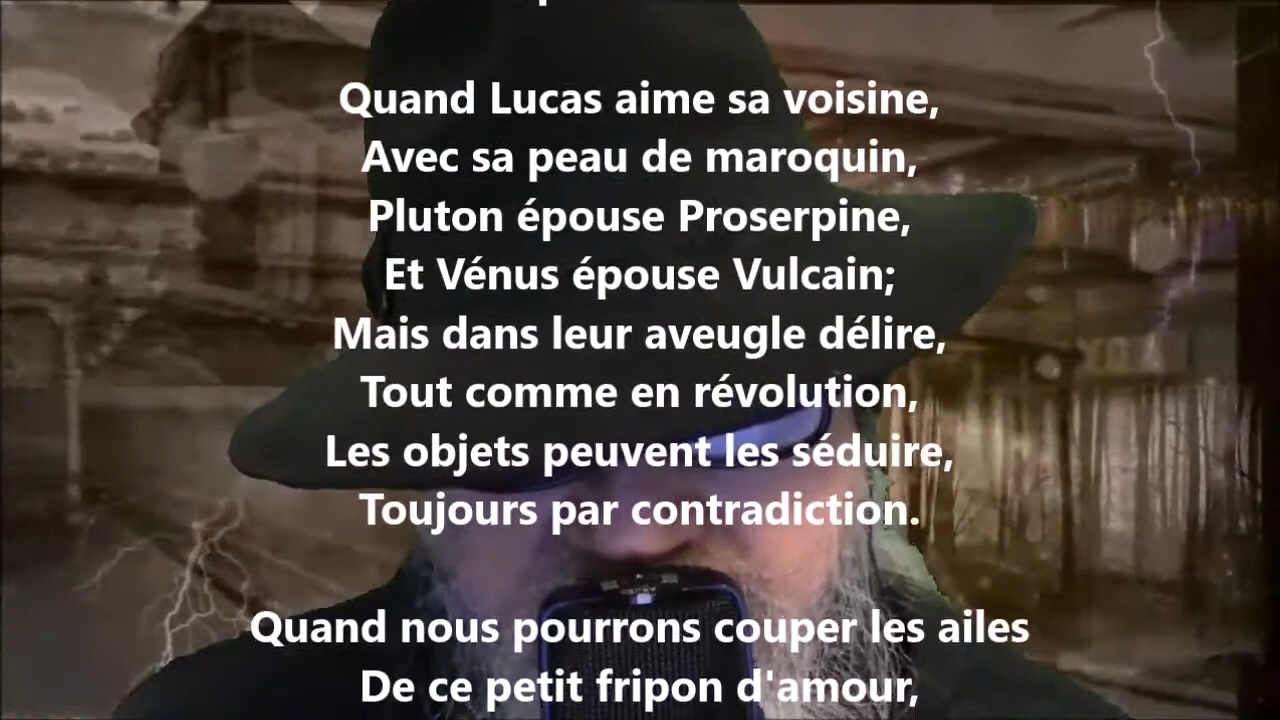 Quand Lucas aime sa voisine,
Avec sa peau de maroquin,
Pluton épouse Proserpine,
Et Vénus épouse Vulcain;
Mais dans leur aveugle délire,
Tout comme en révolution,
Les objets peuvent les séduire,
Toujours par contradiction.
Quand nous pourrons couper les ailes
De ce petit fripon d'amour,